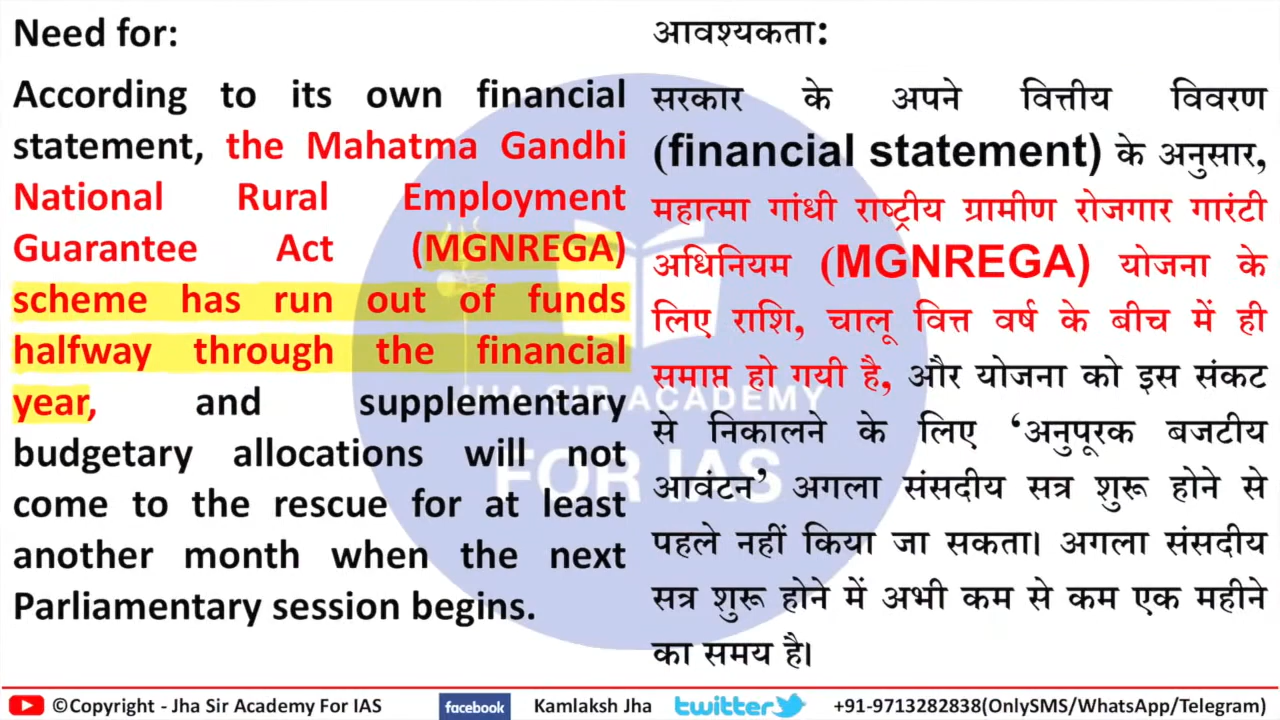 Need for:
According to its own financial
statement, the Mahatma Gandhi
National Rural Employment
Guarantee Act (MGNREGA)
scheme has run out of funds
halfway through the financial
year, and supplementary
budgetary allocations will not
come to the rescue for at least
another month when the next
Parliamentary session begins.
आवश्यकता:
सरकार के अपने वित्तीय विवरण
(financial statement) के अनुसार,
महात्मा गांधी राष्ट्रीय ग्रामीण रोजगार गारंटी
अधिनियम (MGNREGA) योजना के
लिए राशि, चालू वित्त वर्ष के बीच में ही
समाप्त हो गयी है, और योजना को इस संकट
से निकालने के लिए ‘अनुपूरक बजटीय
आवंटन’ अगला संसदीय सत्र शुरू होने से
पहले नहीं किया जा सकता। अगला संसदीय
सत्र शुरू होने में अभी कम से कम एक महीने
का समय है।
JHA SIR ACADEMY
FOR IAS
©Copyright - Jha Sir Academy For IAS facebook Kamlaksh Jha twitter +91-9713282838(OnlySMS/WhatsApp/Telegram)